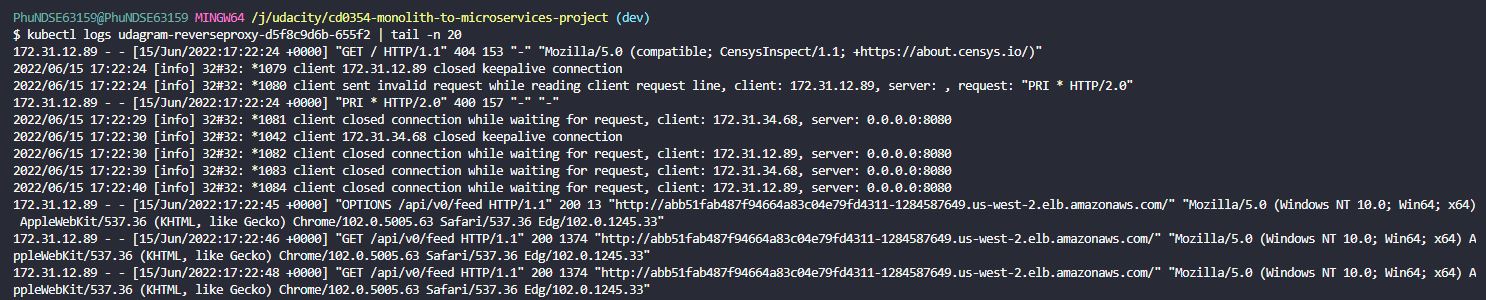 PhuNDSE63159@PhuNDSE63159 MINGW64 /j/udacity/cd0354-monolith-to-microservices-project (dev)
$ kubectl logs udagram-reverseproxy-d5f8c9d6b-655f2 | tail -n 20
172.31.12.89 - - [15/Jun/2022:17:22:24 +0000] "GET / HTTP/1.1" 404 153 "-" "Mozilla/5.0 (compatible; CensysInspect/1.1; +https://about.censys.io/)"
2022/06/15 17:22:24 [info] 32#32: *1079 client 172.31.12.89 closed keepalive connection
2022/06/15 17:22:24 [info] 32#32: *1080 client sent invalid request while reading client request line, client: 172.31.12.89, server: , request: "PRI * HTTP/2.0"
172.31.12.89 - - [15/Jun/2022:17:22:24 +0000] "PRI * HTTP/2.0" 400 157 "-" "-"
2022/06/15 17:22:29 [info] 32#32: *1081 client closed connection while waiting for request, client: 172.31.34.68, server: 0.0.0.0:8080
2022/06/15 17:22:30 [info] 32#32: *1042 client 172.31.34.68 closed keepalive connection
2022/06/15 17:22:30 [info] 32#32: *1082 client closed connection while waiting for request, client: 172.31.12.89, server: 0.0.0.0:8080
2022/06/15 17:22:39 [info] 32#32: *1083 client closed connection while waiting for request, client: 172.31.34.68, server: 0.0.0.0:8080
2022/06/15 17:22:40 [info] 32#32: *1084 client closed connection while waiting for request, client: 172.31.12.89, server: 0.0.0.0:8080
172.31.12.89 - - [15/Jun/2022:17:22:45 +0000] "OPTIONS /api/v0/feed HTTP/1.1" 200 13 "http://abb51fab487f94664a83c04e79fd4311-1284587649.us-west-2.elb.amazonaws.com/" "Mozilla/5.0 (Windows NT 10.0; Win64; x64)
 AppleWebKit/537.36 (KHTML, like Gecko) Chrome/102.0.5005.63 Safari/537.36 Edg/102.0.1245.33"
172.31.12.89 - - [15/Jun/2022:17:22:46 +0000] "GET /api/v0/feed HTTP/1.1" 200 1374 "http://abb51fab487f94664a83c04e79fd4311-1284587649.us-west-2.elb.amazonaws.com/" "Mozilla/5.0 (Windows NT 10.0; Win64; x64) A
ppleWebKit/537.36 (KHTML, like Gecko) Chrome/102.0.5005.63 Safari/537.36 Edg/102.0.1245.33"
172.31.12.89 - - [15/Jun/2022:17:22:48 +0000] "GET /api/v0/feed HTTP/1.1" 200 1374 "http://abb51fab487f94664a83c04e79fd4311-1284587649.us-west-2.elb.amazonaws.com/" "Mozilla/5.0 (Windows NT 10.0; Win64; x64) A
ppleWebKit/537.36 (KHTML, like Gecko) Chrome/102.0.5005.63 Safari/537.36 Edg/102.0.1245.33"